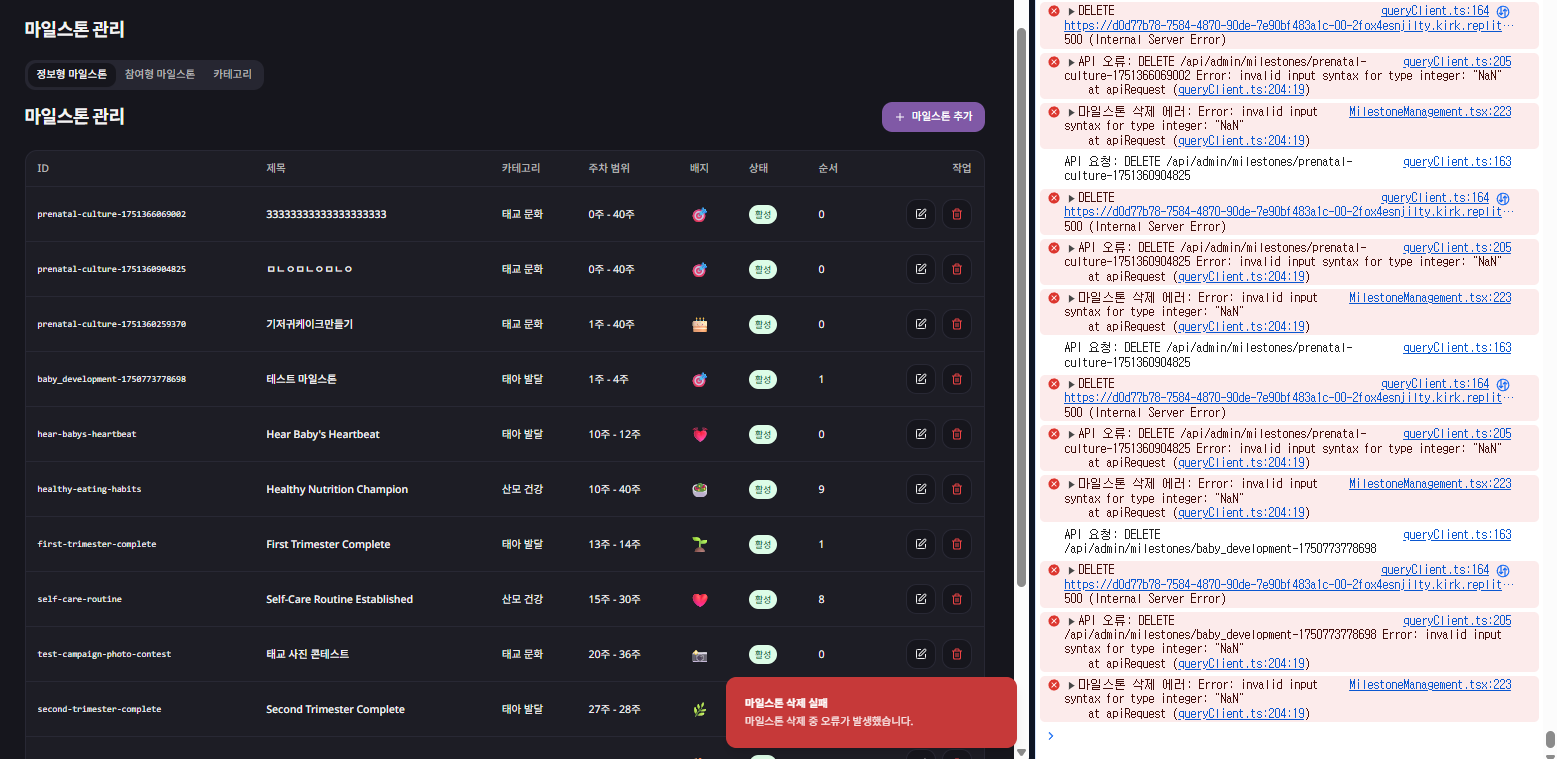 마일스톤 관리
정보형 마일스톤 참여형 마일스톤 카테고리
마일스톤 관리
+ 마일스톤 추가
ID 제목 카테고리 주차 범위 배지 상태 순서 작업
prenatal-culture-1751366069002 33333333333333333333 태교 문화 0주 - 40주 활성 0
prenatal-culture-1751360904825 ㅁㄴㅇㅁㄴㅇㅁㄴㅇ 태교 문화 0주 - 40주 활성 0
prenatal-culture-1751360259370 기저귀케이크만들기 태교 문화 1주 - 40주 활성 0
baby_development-1750773778698 테스트 마일스톤 태아 발달 1주 - 4주 활성 1
hear-babys-heartbeat Hear Baby's Heartbeat 태아 발달 10주 - 12주 활성 0
healthy-eating-habits Healthy Nutrition Champion 산모 건강 10주 - 40주 활성 9
first-trimester-complete First Trimester Complete 태아 발달 13주 - 14주 활성 1
self-care-routine Self-Care Routine Established 산모 건강 15주 - 30주 활성 8
test-campaign-photo-contest 태교 사진 콘테스트 태교 문화 20주 - 36주 활성 0
second-trimester-complete Second Trimester Complete 태아 발달 27주 - 28주
마일스톤 삭제 실패
마일스톤 삭제 중 오류가 발생했습니다.
DELETE queryClient.ts:164
https://d0d77b78-7584-4870-90de-7e90bf483a1c-00-2fox4esnjilty.kirk.replit…
500 (Internal Server Error)
API 오류: DELETE /api/admin/milestones/prenatal- queryClient.ts:205
culture-1751366069002 Error: invalid input syntax for type integer: "NaN"
at apiRequest (queryClient.ts:204:19)
마일스톤 삭제 에러: Error: invalid input MilestoneManagement.tsx:223
syntax for type integer: "NaN"
at apiRequest (queryClient.ts:204:19)
API 요청: DELETE /api/admin/milestones/prenatal- queryClient.ts:163
culture-1751360904825
DELETE queryClient.ts:164
https://d0d77b78-7584-4870-90de-7e90bf483a1c-00-2fox4esnjilty.kirk.replit…
500 (Internal Server Error)
API 오류: DELETE /api/admin/milestones/prenatal- queryClient.ts:205
culture-1751360904825 Error: invalid input syntax for type integer: "NaN"
at apiRequest (queryClient.ts:204:19)
마일스톤 삭제 에러: Error: invalid input MilestoneManagement.tsx:223
syntax for type integer: "NaN"
at apiRequest (queryClient.ts:204:19)
API 요청: DELETE /api/admin/milestones/prenatal- queryClient.ts:163
culture-1751360904825
DELETE queryClient.ts:164
https://d0d77b78-7584-4870-90de-7e90bf483a1c-00-2fox4esnjilty.kirk.replit…
500 (Internal Server Error)
API 오류: DELETE /api/admin/milestones/prenatal- queryClient.ts:205
culture-1751360904825 Error: invalid input syntax for type integer: "NaN"
at apiRequest (queryClient.ts:204:19)
마일스톤 삭제 에러: Error: invalid input MilestoneManagement.tsx:223
syntax for type integer: "NaN"
at apiRequest (queryClient.ts:204:19)
API 요청: DELETE queryClient.ts:163
/api/admin/milestones/baby_development-1750773778698
DELETE queryClient.ts:164
https://d0d77b78-7584-4870-90de-7e90bf483a1c-00-2fox4esnjilty.kirk.replit…
500 (Internal Server Error)
API 오류: DELETE queryClient.ts:205
/api/admin/milestones/baby_development-1750773778698 Error: invalid input
syntax for type integer: "NaN"
at apiRequest (queryClient.ts:204:19)
마일스톤 삭제 에러: Error: invalid input MilestoneManagement.tsx:223
syntax for type integer: "NaN"
at apiRequest (queryClient.ts:204:19)